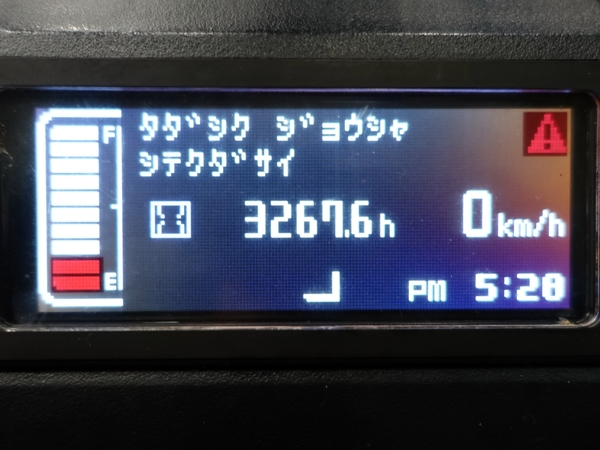 F
タダシク ジョウシャ
シテクダサイ
3267.6h
0km/h
E
PM 5:28